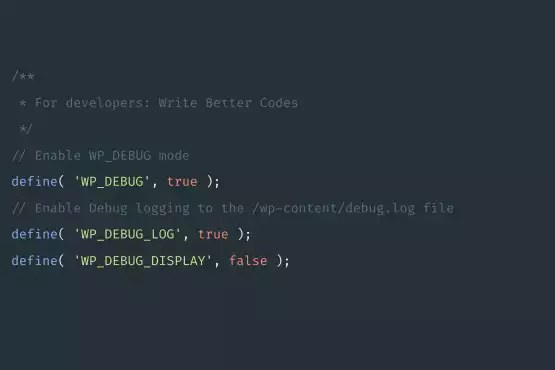 /**
 * For developers: Write Better Codes
 */
// Enable WP_DEBUG mode
define( 'WP_DEBUG', true );
// Enable Debug logging to the /wp-content/debug.log file
define( 'WP_DEBUG_LOG', true );
define( 'WP_DEBUG_DISPLAY', false );